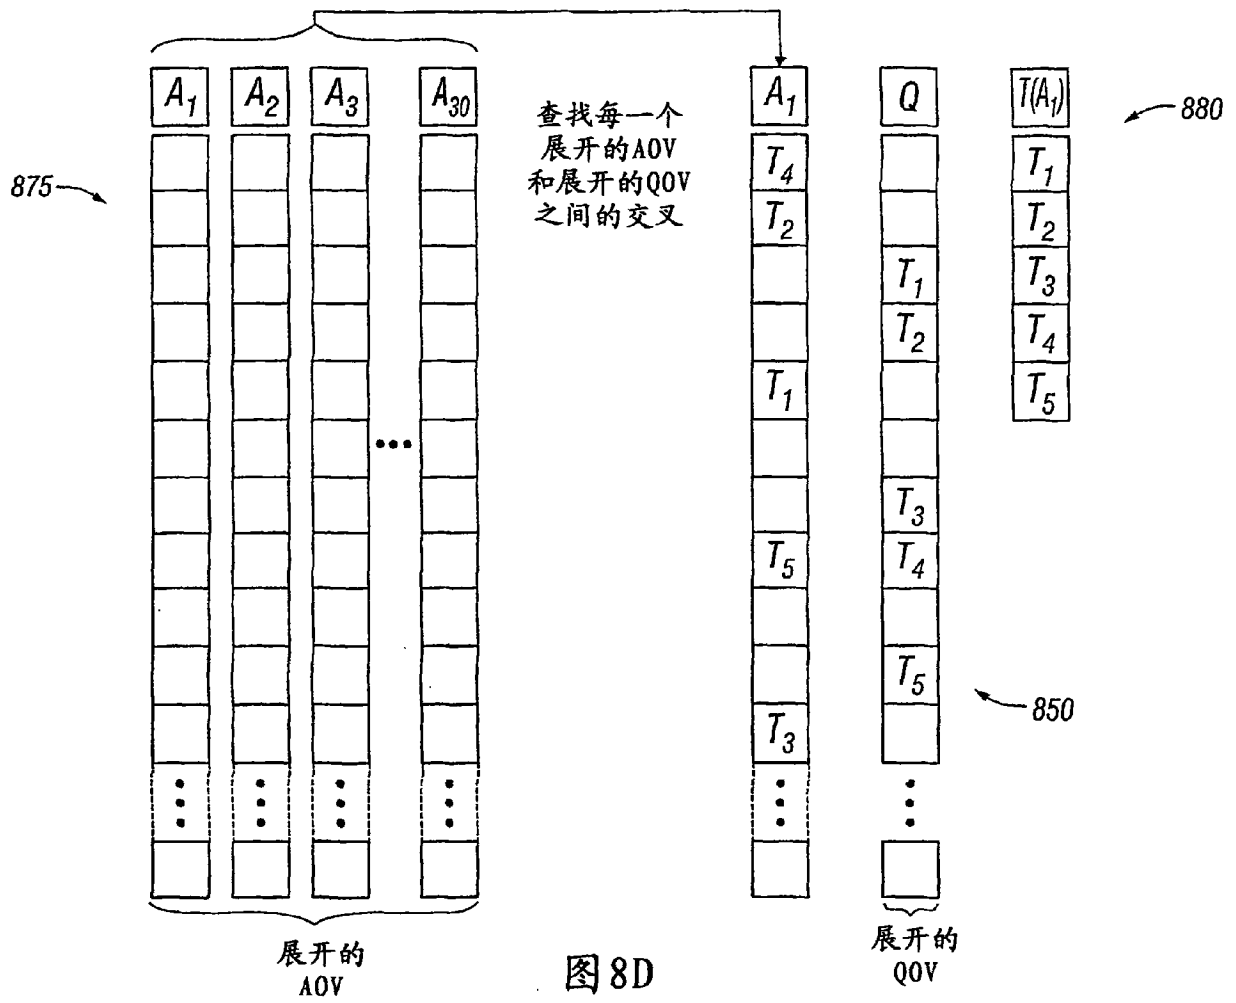 A1 A2 A3 A30
875
查找每一个
展开的AOV
和展开的QOV
之间的交叉
A1 Q T(A1)
880
T4 T1
T2 T2
T1 T3
T2 T4
T1 T5
T3
T5 T4
T5
850
T3
展开的
AOV
展开的
QOV
图8D